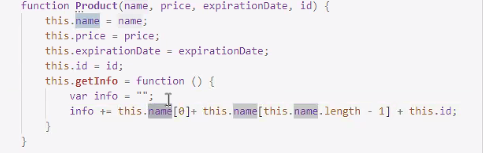 function Product(name, price, expirationDate, id) {
    this.name = name;
    this.price = price;
    this.expirationDate = expirationDate;
    this.id = id;
    this.getInfo = function () {
        var info = "";
        info += this.name[0]+ this.name[this.name.length - 1] + this.id;
    }
}